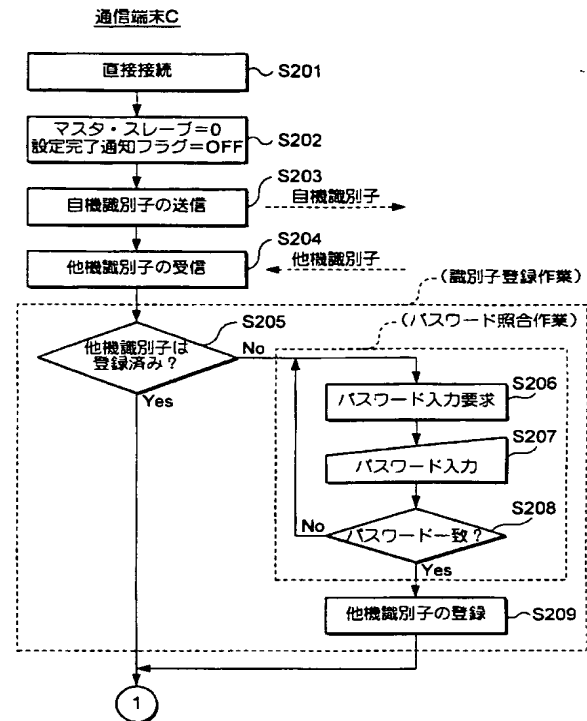 通信端末C
直接接続
S201
マスタ・スレーブ=0
設定完了通知フラグ=OFF
S202
S203
自機識別子の送信
自機識別子
S204
他機識別子の受信
他機識別子
(識別子登録作業)
(パスワード照合作業)
S205
他機識別子は
登録済み?
No
Yes
S206
パスワード入力要求
S207
パスワード入力
S208
パスワード一致?
No
Yes
他機識別子の登録
S209
1